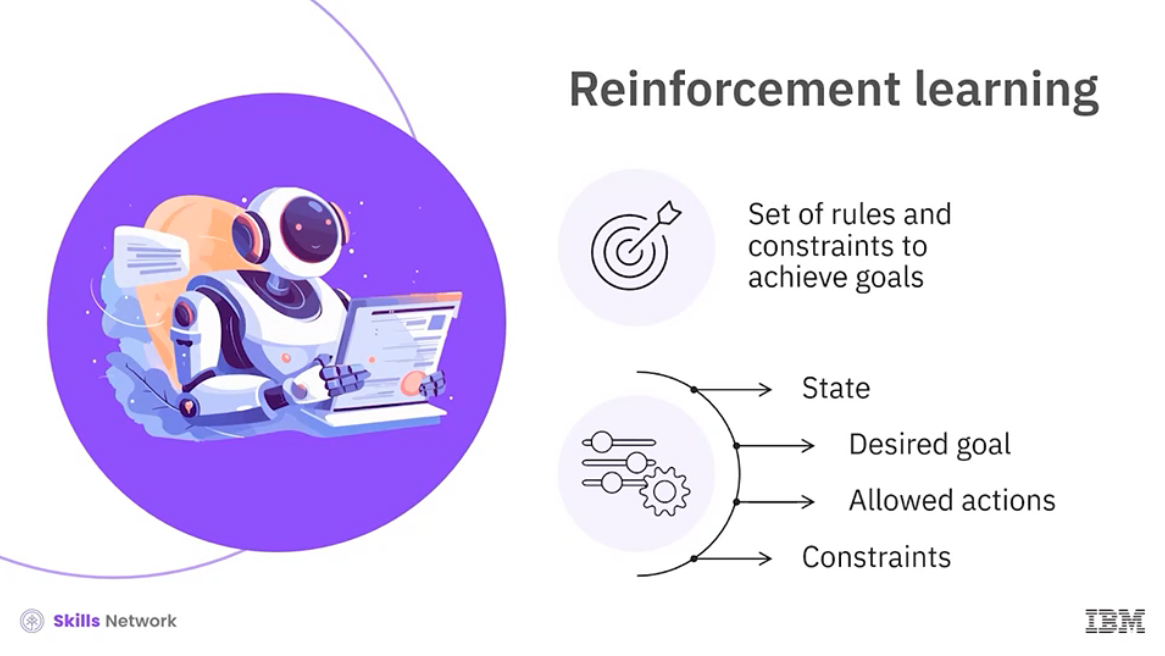 Reinforcement learning
Set of rules and
constraints to
achieve goals
State
Desired goal
Allowed actions
Constraints
Skills Network
IBM